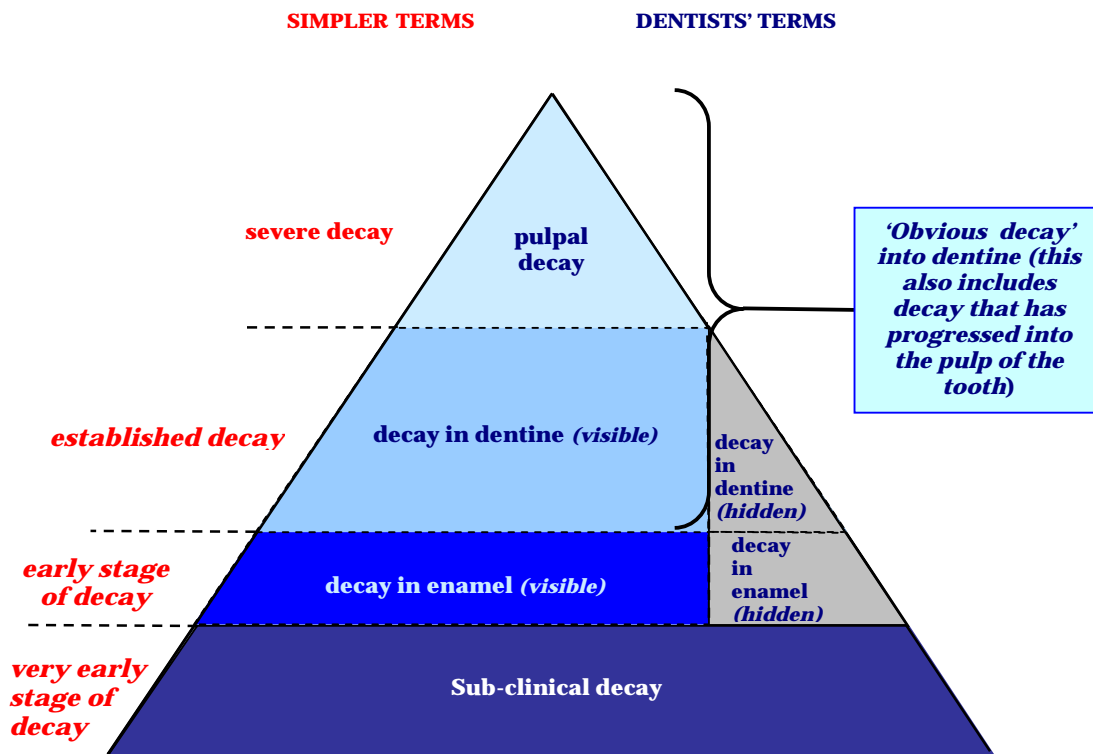 SIMPLER TERMS
DENTISTS’ TERMS
severe decay
pulpal
decay
‘Obvious decay’
into dentine (this
also includes
decay that has
progressed into
the pulp of the
tooth)
established decay
decay in dentine (visible)
decay
in
dentine
(hidden)
early stage
of decay
decay in enamel (visible)
decay
in
enamel
(hidden)
very early
stage of
decay
Sub-clinical decay